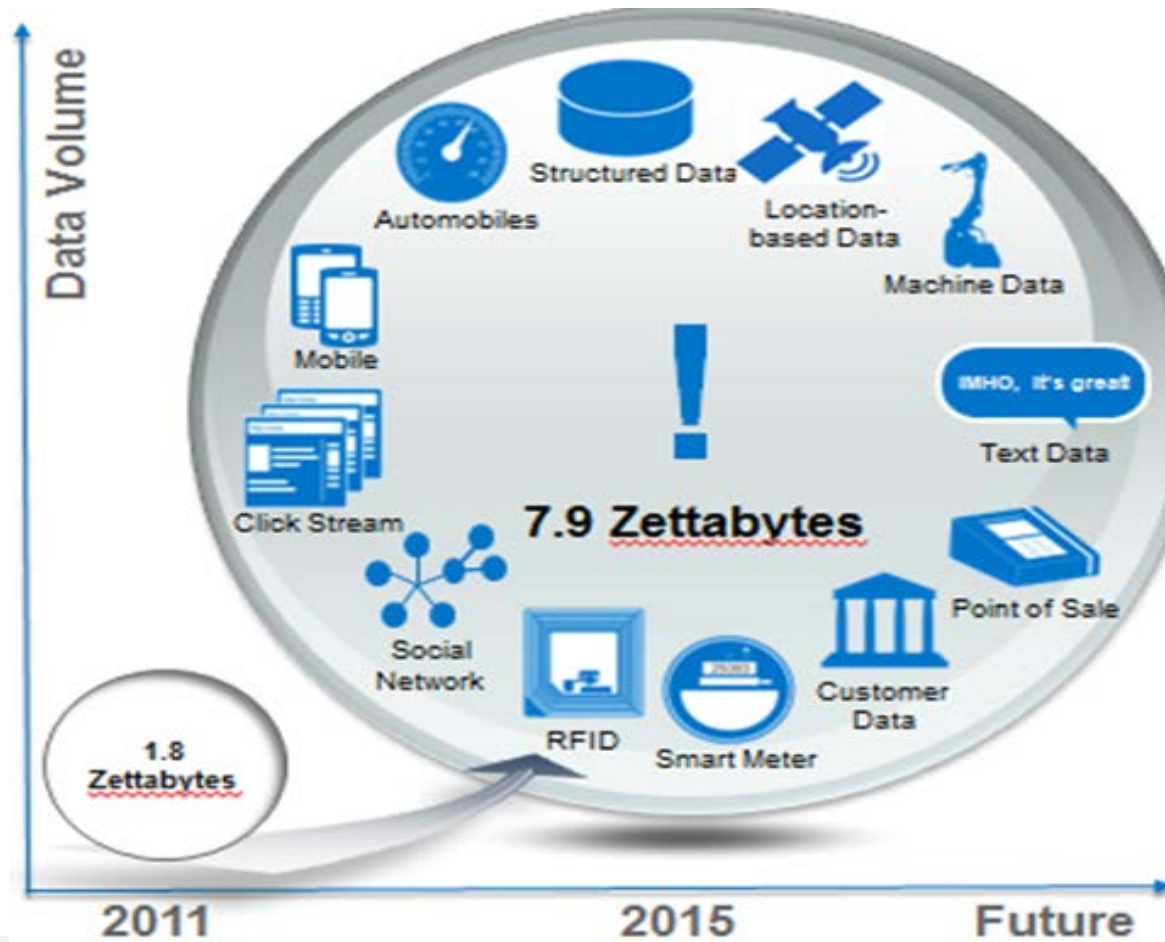 Data Volume
Structured Data
Automobiles
Location-
based Data
Machine Data
Mobile
IMHO, it's great!
Text Data
Click Stream
7.9 Zettabytes
Point of Sale
Social
Network
Customer
Data
RFID
Smart Meter
1.8
Zettabytes
2011
2015
Future